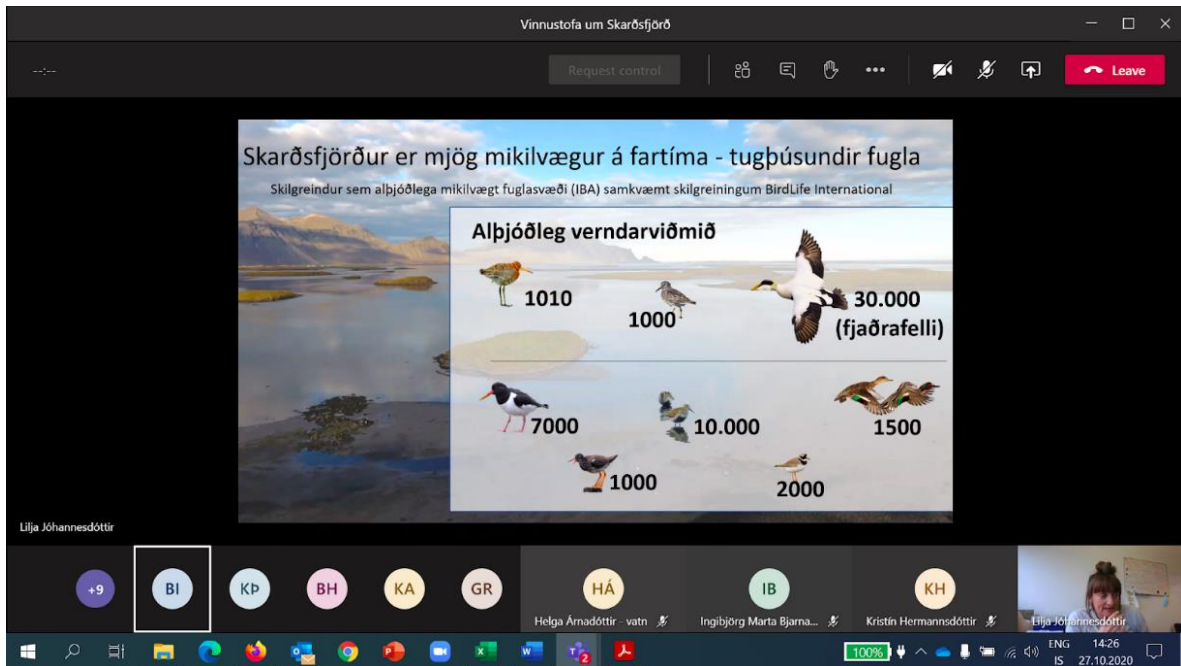 Vinnustofa um Skarðsfjörð
--:--
Request control
Leave
Skarðsfjörður er mjög mikilvægur á fartíma - tugþúsundir fugla
Skilgreindur sem alþjóðlega mikilvægt fuglasvæði (IBA) samkvæmt skilgreiningum BirdLife International
Alþjóðleg verndarviðmið
1010
1000
30.000
(fjaðrafelli)
7000
10.000
1500
1000
2000
Lilja Jóhannesdóttir
+9
BI
KÞ
BH
KA
GR
HÁ
IB
KH
Helga Árnadóttir - vatn
Ingibjörg Marta Bjarna...
Kristín Hermannsdóttir
Lilja Jóhannesdóttir
100%
ENG
IS
14:26
27.10.2020
2